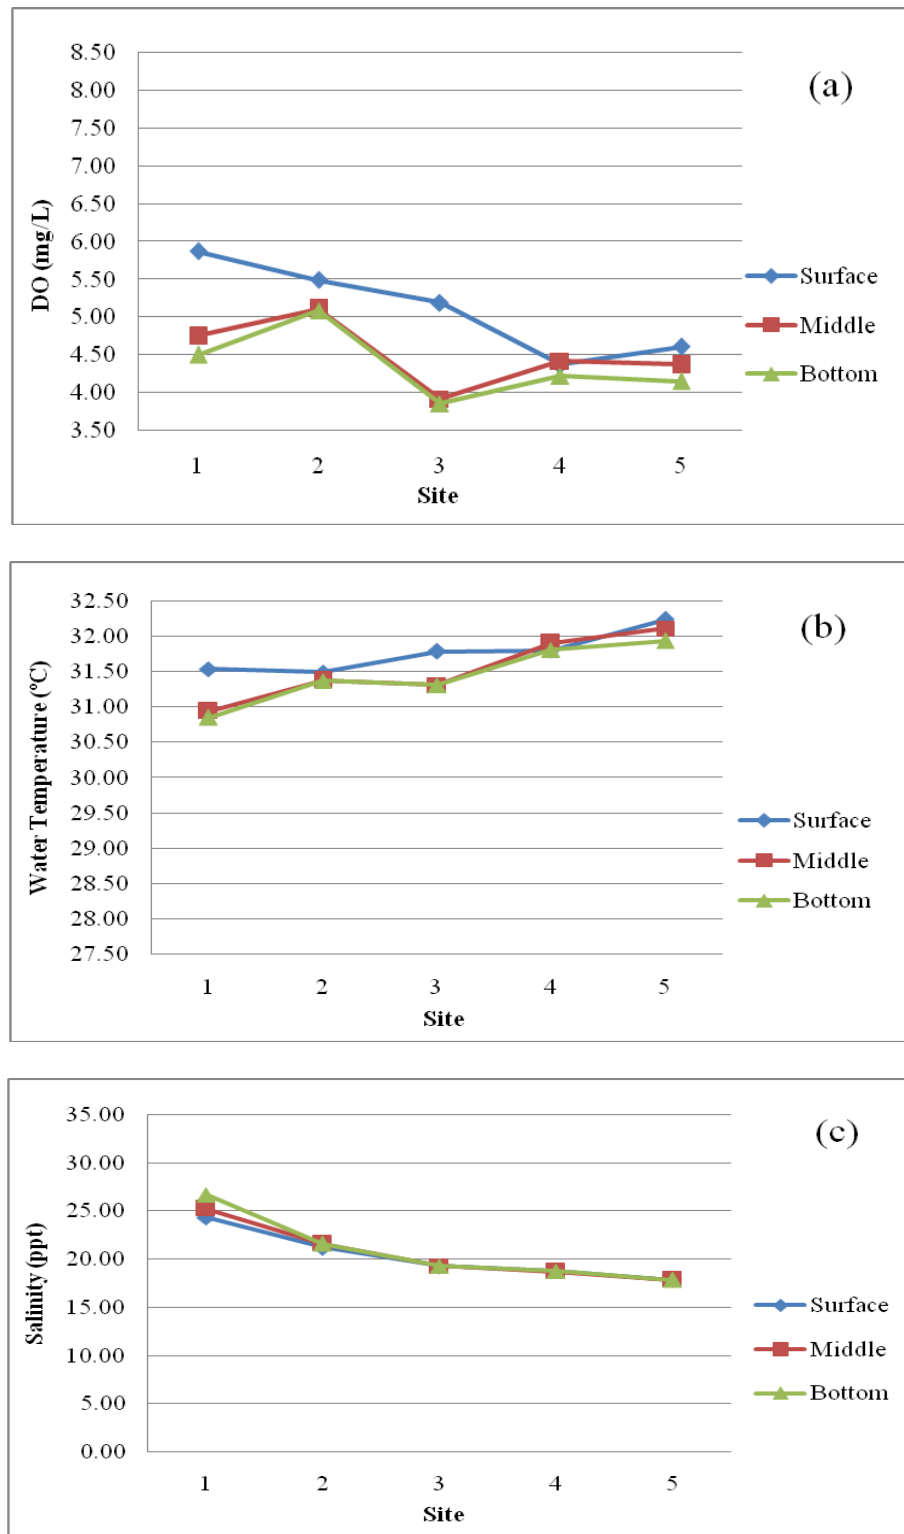 (a)
8.50
8.00
7.50
7.00
6.50
6.00
5.50
5.00
4.50
4.00
3.50
DO (mg/L)
1 2 3 4 5
Site
Surface
Middle
Bottom
(b)
32.50
32.00
31.50
31.00
30.50
30.00
29.50
29.00
28.50
28.00
27.50
Water Temperature (ºC)
1 2 3 4 5
Site
Surface
Middle
Bottom
(c)
35.00
30.00
25.00
20.00
15.00
10.00
5.00
0.00
Salinity (ppt)
1 2 3 4 5
Site
Surface
Middle
Bottom